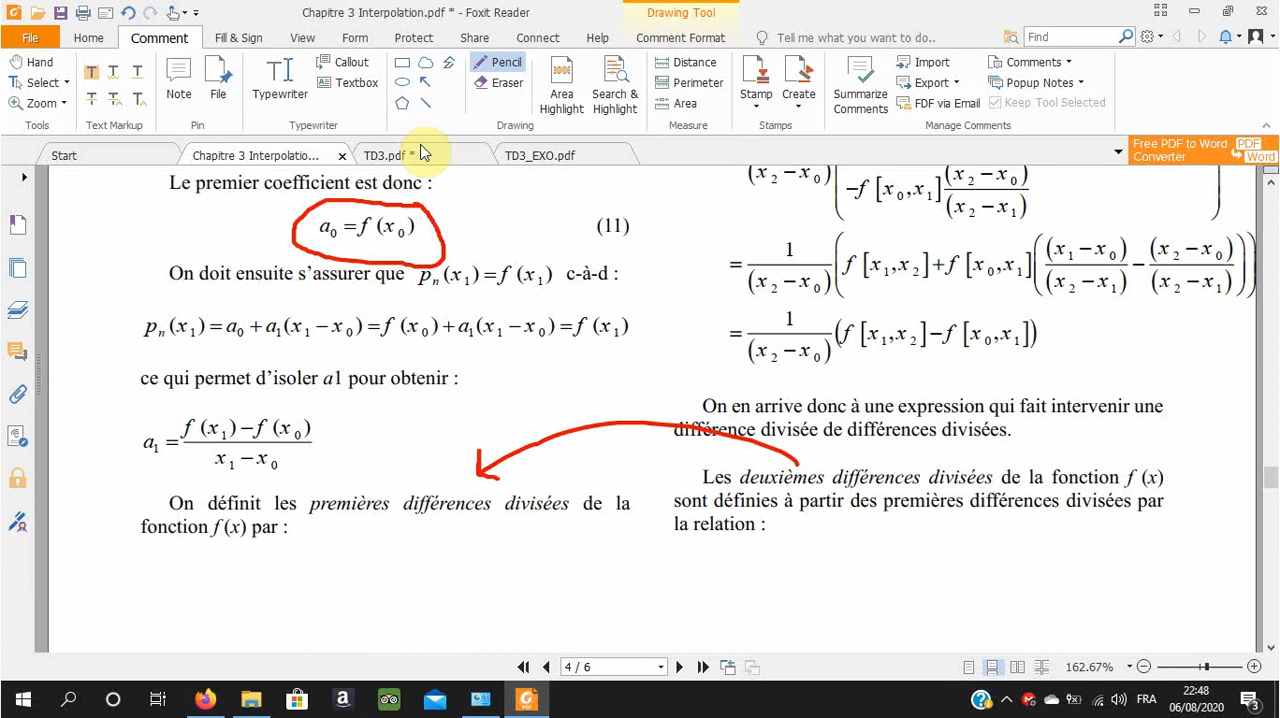 Chapitre 3 Interpolation.pdf * - Foxit Reader
Drawing Tool
File Home Comment Fill & Sign View Form Protect Share Connect Help Comment Format Tell me what you want to do.. Find
Hand
Select
Zoom
Tools
Text Markup
Note
File
Pin
Typewriter
Callout
Textbox
Typewriter
Pencil
Eraser
Area Highlight
Search & Highlight
Drawing
Distance
Perimeter
Area
Measure
Stamp
Create
Stamps
Summarize Comments
Import
Export
FDF via Email
Comments
Popup Notes
Keep Tool Selected
Manage Comments
Start
Chapitre 3 Interpolatio...
TD3.pdf *
TD3_EXO.pdf
Free PDF to Word Converter
PDF
Word
Le premier coefficient est donc :
a₀ = f (x₀) (11)
On doit ensuite s’assurer que pₙ(x₁) = f(x₁) c-à-d :
pₙ(x₁) = a₀ + a₁(x₁ − x₀) = f(x₀) + a₁(x₁ − x₀) = f(x₁)
ce qui permet d’isoler a1 pour obtenir :
a₁ = f(x₁) − f(x₀)
x₁ − x₀
On définit les premières différences divisées de la
fonction f (x) par :
(x₂ − x₀)
−f [x₀,x₁] (x₂ − x₀)
(x₂ − x₁)
= 1/(x₂ − x₀) ( f [x₁,x₂] + f [x₀,x₁] ( (x₁ − x₀)/(x₂ − x₁) − (x₂ − x₀)/(x₂ − x₁) ) )
= 1/(x₂ − x₀) (f [x₁,x₂] − f [x₀,x₁])
On en arrive donc à une expression qui fait intervenir une
différence divisée de différences divisées.
Les deuxièmes différences divisées de la fonction f (x)
sont définies à partir des premières différences divisées par
la relation :
4 / 6
162.67%
FRA
22:48
06/08/2020
3